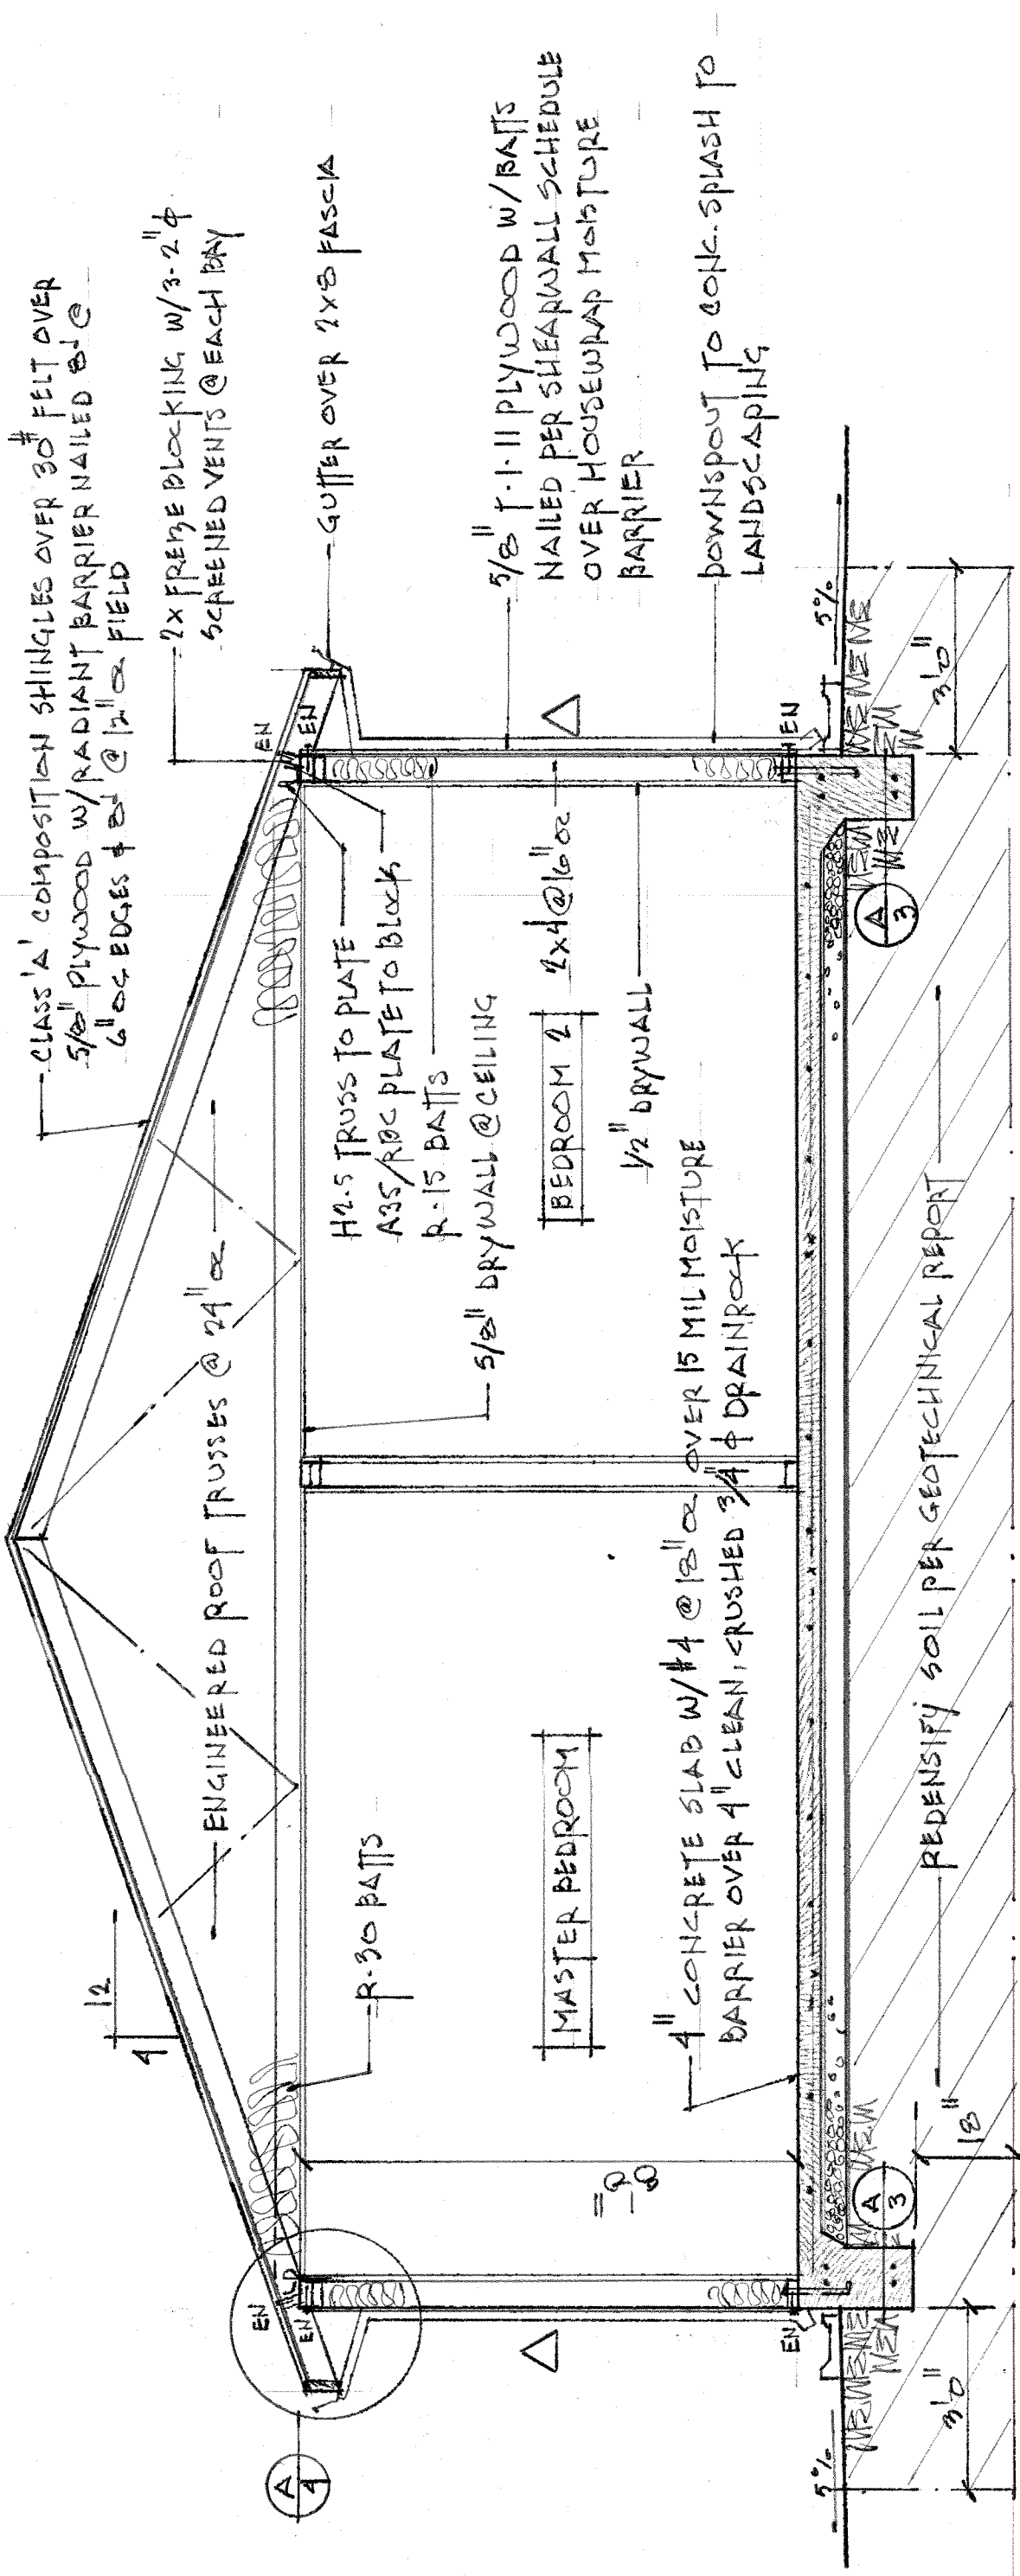 CLASS 'A' COMPOSITION SHINGLES OVER 30# FELT OVER
5/8" PLYWOOD W/RADIANT BARRIER NAILED 8d @
6" OC EDGES & 8d @ 12" OC FIELD
2x FREIZE BLOCKING W/3-2"ϕ
SCREENED VENTS @ EACH BAY
GUTTER OVER 2x8 FASCIA
5/8" T-1-11 PLYWOOD W/BATTS
NAILED PER SHEARWALL SCHEDULE
OVER HOUSEWRAP MOISTURE
BARRIER
DOWNSPOUT TO CONC. SPLASH TO
LANDSCAPING
12
4
ENGINEERED ROOF TRUSSES @ 24" OC
A
4
EN
EN
EN
EN
EN
EN
R-30 BATTS
H2.5 TRUSS TO PLATE
A35/RBC PLATE TO BLOCK
R-15 BATTS
5/8" DRYWALL @ CEILING
MASTER BEDROOM
BEDROOM 2
2x4 @ 16" OC
1/2" DRYWALL
4" CONCRETE SLAB W/#4 @ 18" OC OVER 15 MIL MOISTURE
BARRIER OVER 4" CLEAN, CRUSHED 3/4" ϕ DRAINROCK
5%
5%
A
3
A
3
3'0"
3'0"
18"
REDENSIFY SOIL PER GEOTECHNICAL REPORT